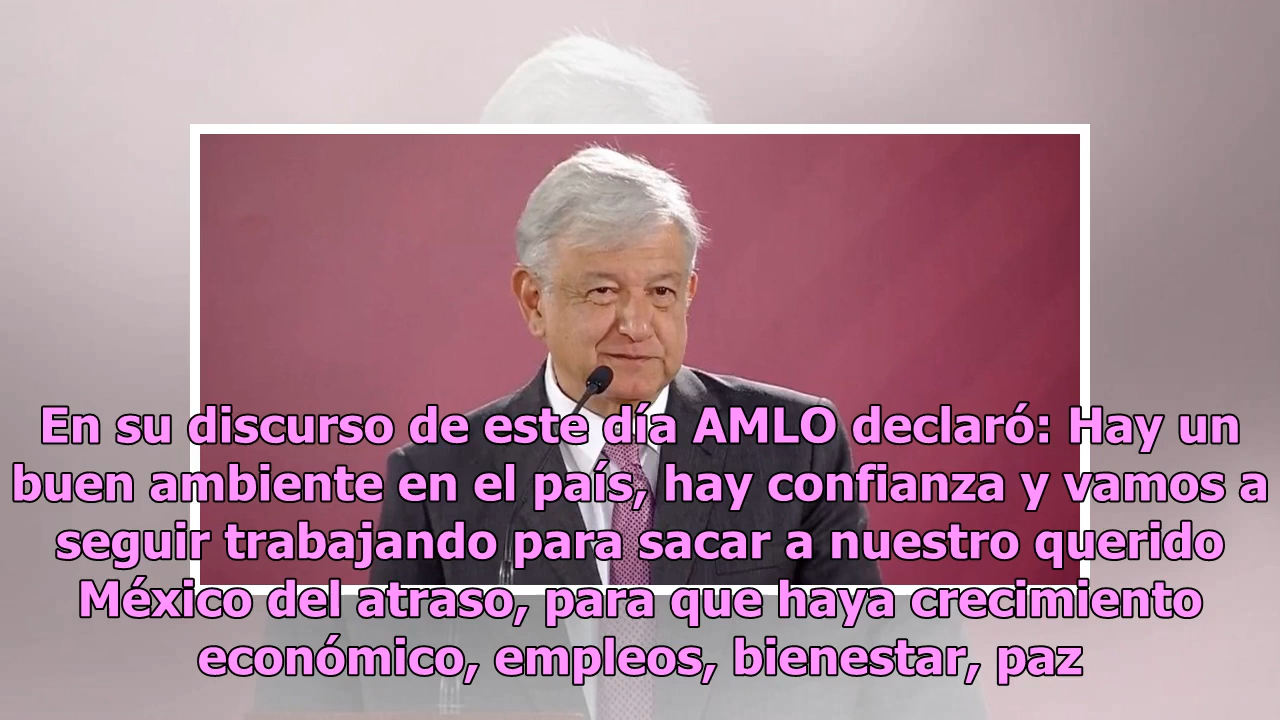 En su discurso de este día AMLO declaró: Hay un
buen ambiente en el país, hay confianza y vamos a
seguir trabajando para sacar a nuestro querido
México del atraso, para que haya crecimiento
económico, empleos, bienestar, paz